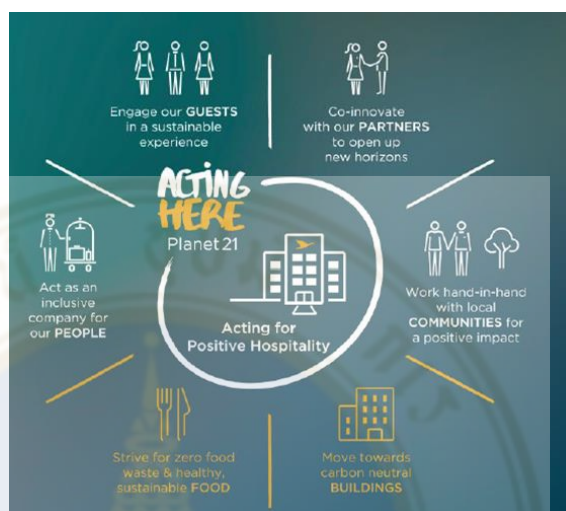 Engage our GUESTS
in a sustainable
experience
Co-innovate
with our PARTNERS
to open up
new horizons
ACTING
HERE
Planet 21
Act as an
inclusive
company for
our PEOPLE
Acting for
Positive Hospitality
Work hand-in-hand
with local
COMMUNITIES for
a positive impact
Strive for zero food
waste & healthy,
sustainable FOOD
Move towards
carbon neutral
BUILDINGS